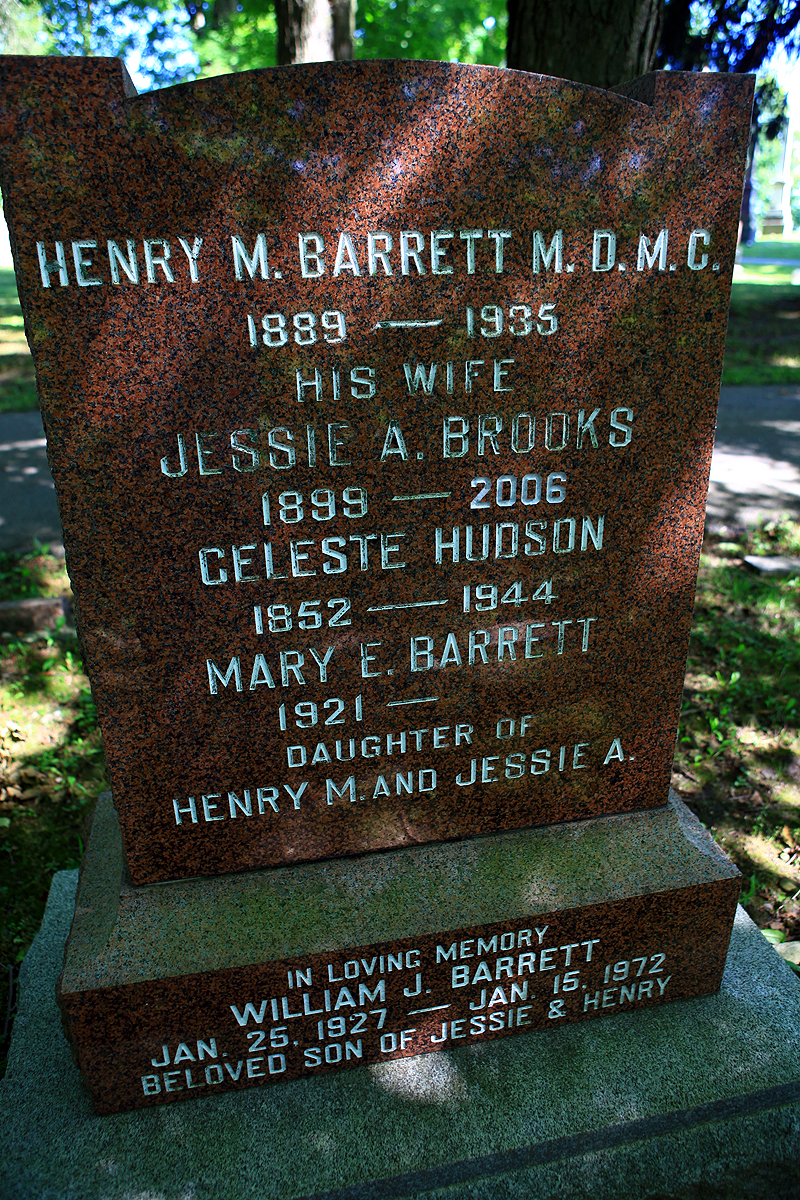 HENRY M. BARRETT M.D.M.C.
1889 — 1935
HIS WIFE
JESSIE A. BROOKS
1899 — 2006
CELESTE HUDSON
1852 — 1944
MARY E. BARRETT
1921 —
DAUGHTER OF
HENRY M. AND JESSIE A.
IN LOVING MEMORY
WILLIAM J. BARRETT
JAN. 25. 1927 — JAN. 15. 1972
BELOVED SON OF JESSIE & HENRY